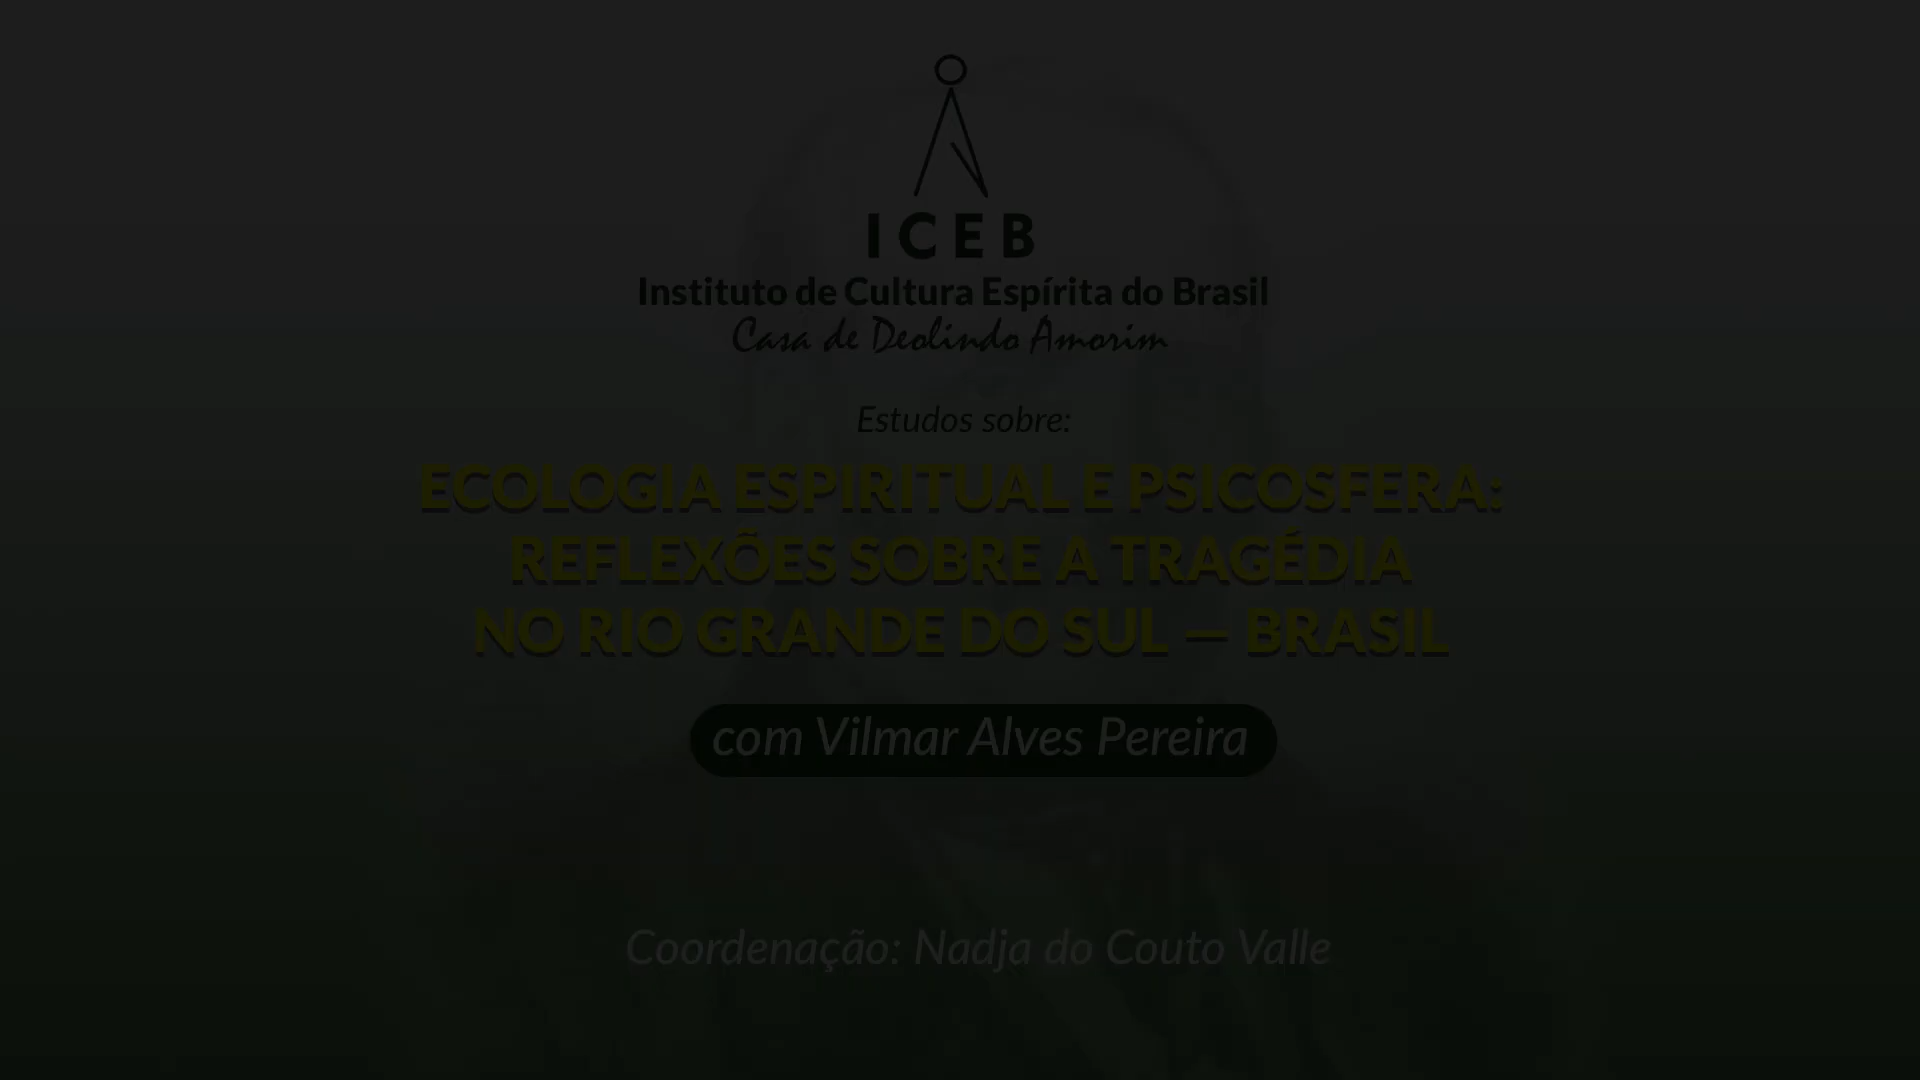 ICEB
Instituto de Cultura Espírita do Brasil
Casa de Deolindo Amorim
Estudos sobre:
ECOLOGIA ESPIRITUAL E PSICOSFERA:
REFLEXÕES SOBRE A TRAGÉDIA
NO RIO GRANDE DO SUL — BRASIL
com Vilmar Alves Pereira
Coordenação: Nadja do Couto Valle